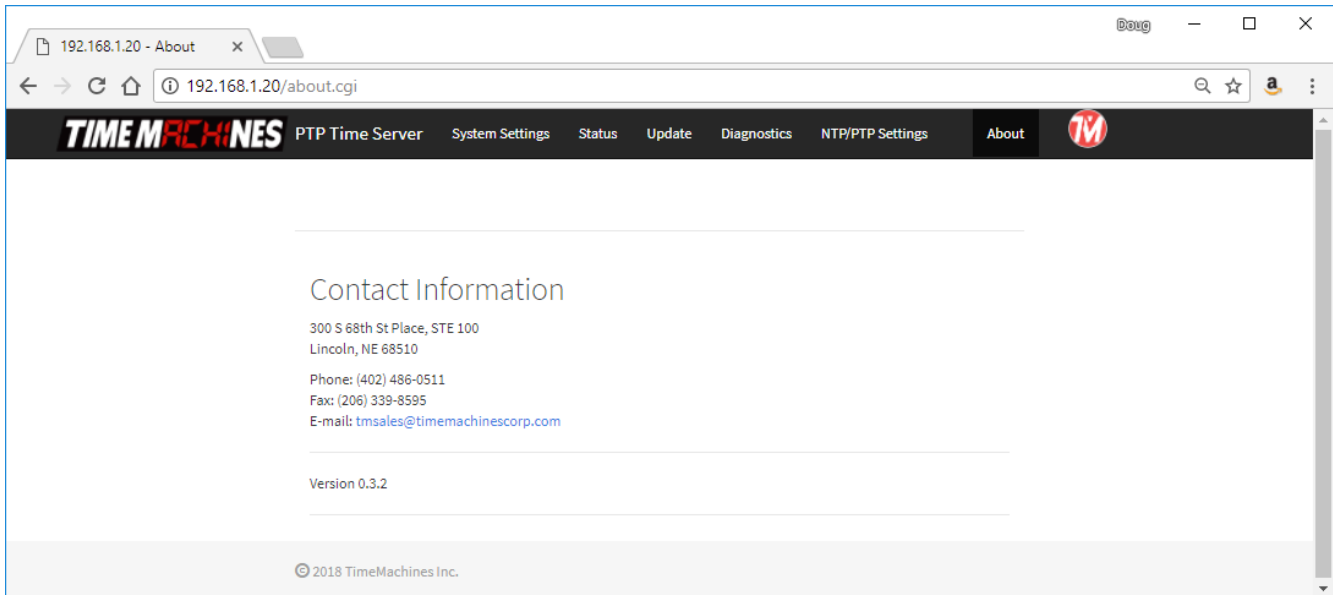 Doug
192.168.1.20 - About
192.168.1.20/about.cgi
TIME MACHINES PTP Time Server System Settings Status Update Diagnostics NTP/PTP Settings About TM
Contact Information
300 S 68th St Place, STE 100
Lincoln, NE 68510
Phone: (402) 486-0511
Fax: (206) 339-8595
E-mail: tmsales@timemachinescorp.com
Version 0.3.2
© 2018 TimeMachines Inc.